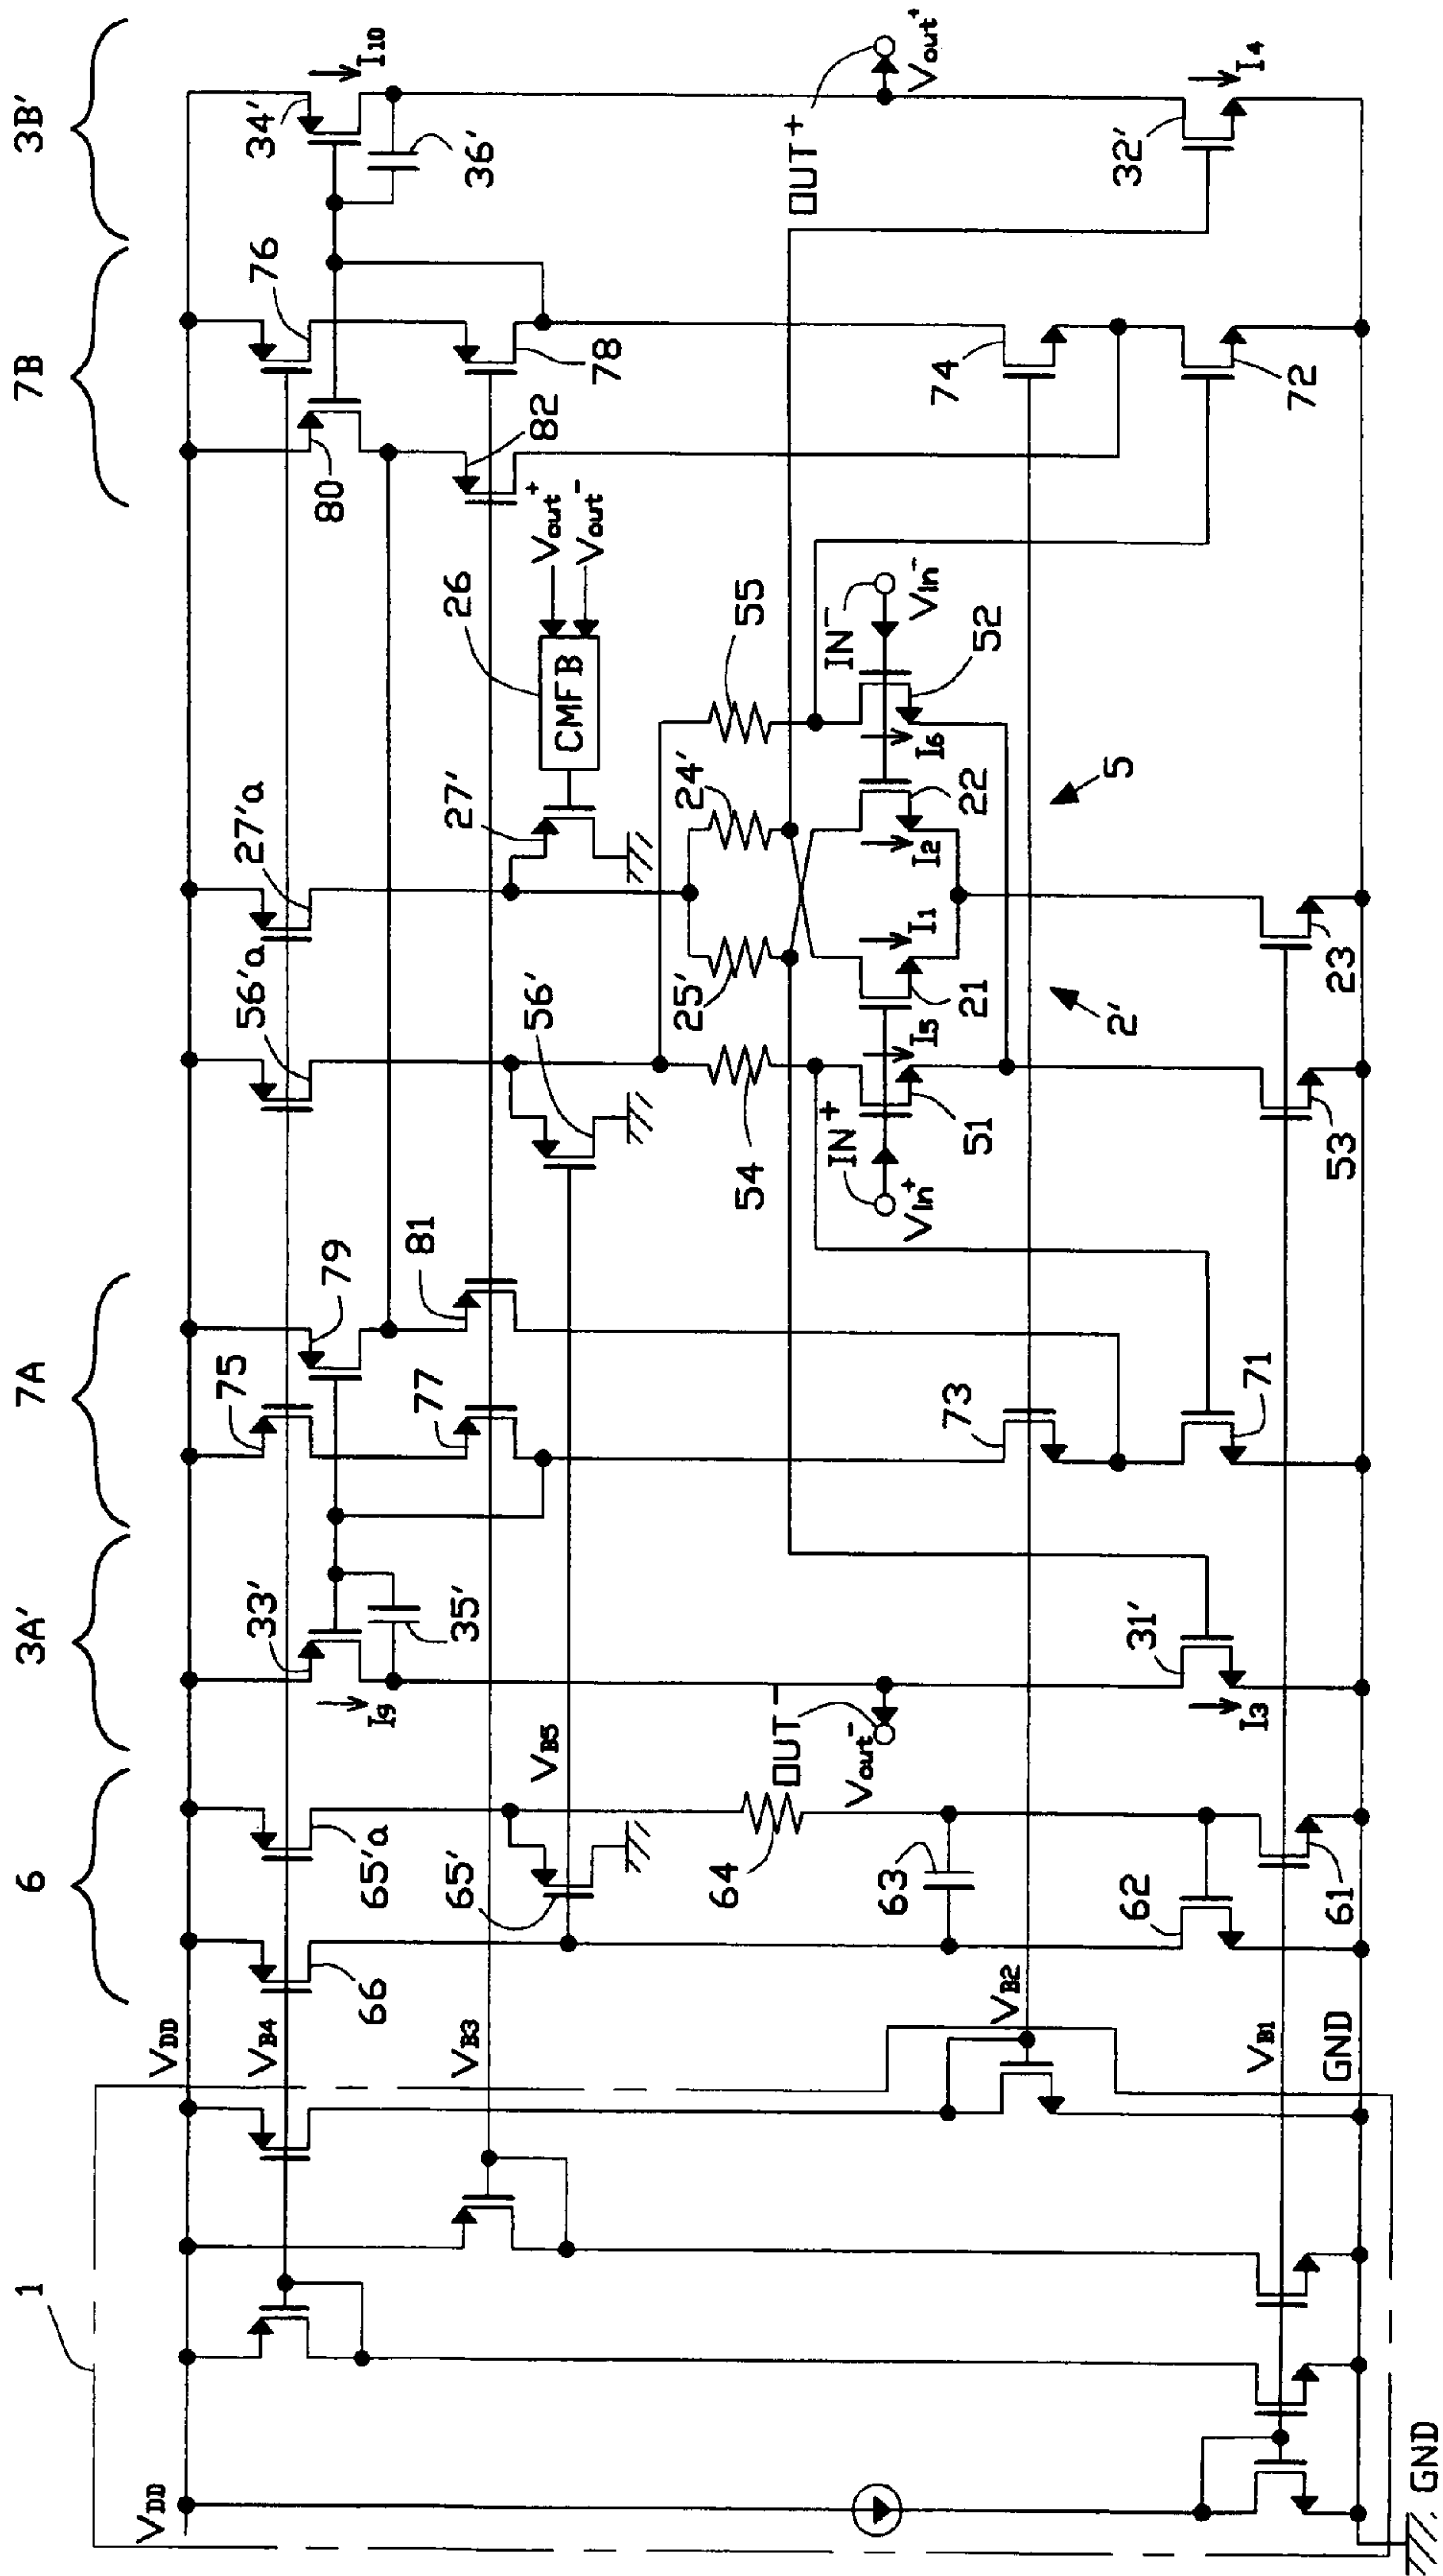 1
6
3A'
7A
7B
3B'
VDD
VDD
VB4
66
65'a
33'
75
79
56'a
27'a
80
76
34'
I10
I9
35'
36'
VB3
65'
77
81
56'
27'
26
CMFB
Vout+
Vout-
82
78
VB5
64
63
OUT-
Vout-
54
25'
24'
55
OUT+
Vout+
IN+
Vin+
IN-
Vin-
I5
I1
I2
I6
51
21
22
52
VB2
73
74
2'
5
62
61
31'
I3
71
53
23
72
32'
I4
VB1
GND
GND